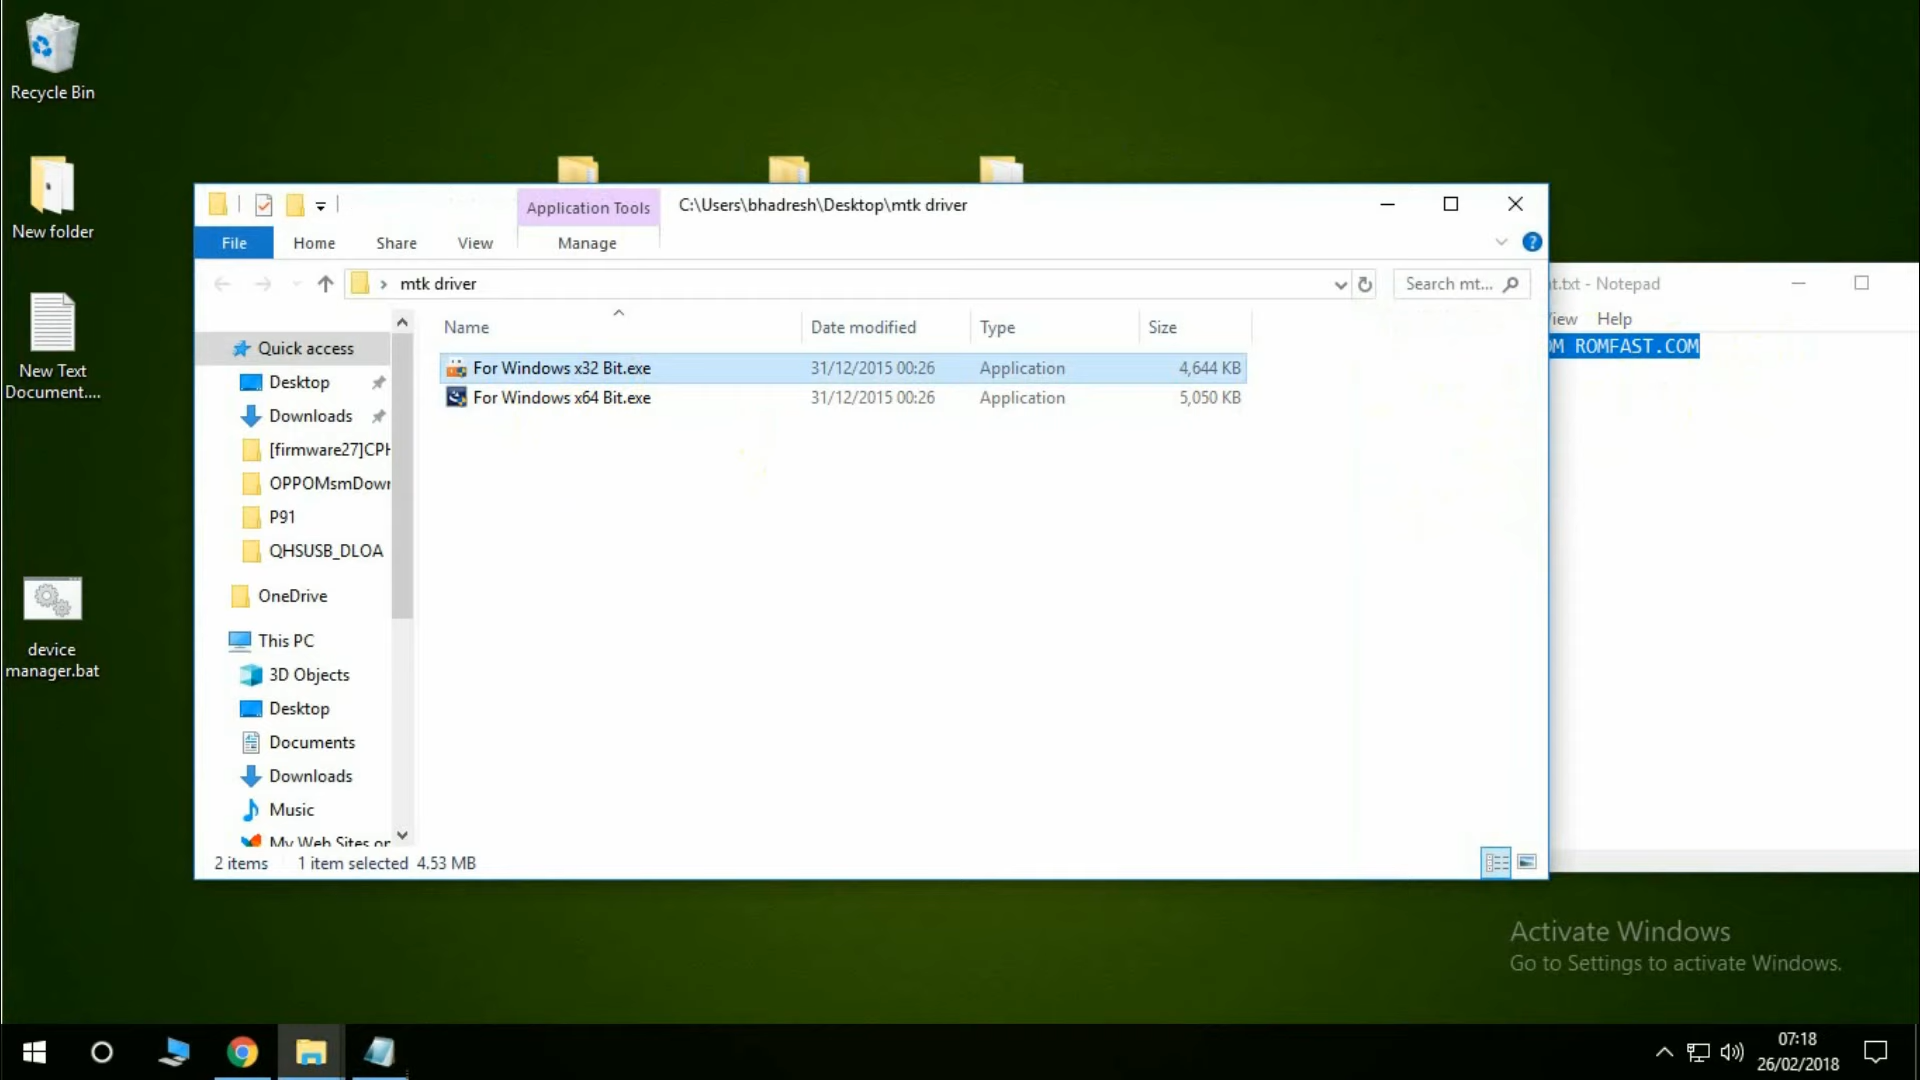 Recycle Bin
New folder
New Text
Document....
device
manager.bat
Application Tools
C:\Users\bhadresh\Desktop\mtk driver
File
Home
Share
View
Manage
?
mtk driver
Search mt...
Name
Date modified
Type
Size
Quick access
Desktop
Downloads
[firmware27]CPH
OPPOMsmDowr
P91
QHSUSB_DLOA
OneDrive
This PC
3D Objects
Desktop
Documents
Downloads
Music
My Web Sites or
For Windows x32 Bit.exe 31/12/2015 00:26 Application 4,644 KB
For Windows x64 Bit.exe 31/12/2015 00:26 Application 5,050 KB
2 items 1 item selected 4.53 MB
t.txt - Notepad
View Help
OM ROMFAST.COM
Activate Windows
Go to Settings to activate Windows.
07:18
26/02/2018